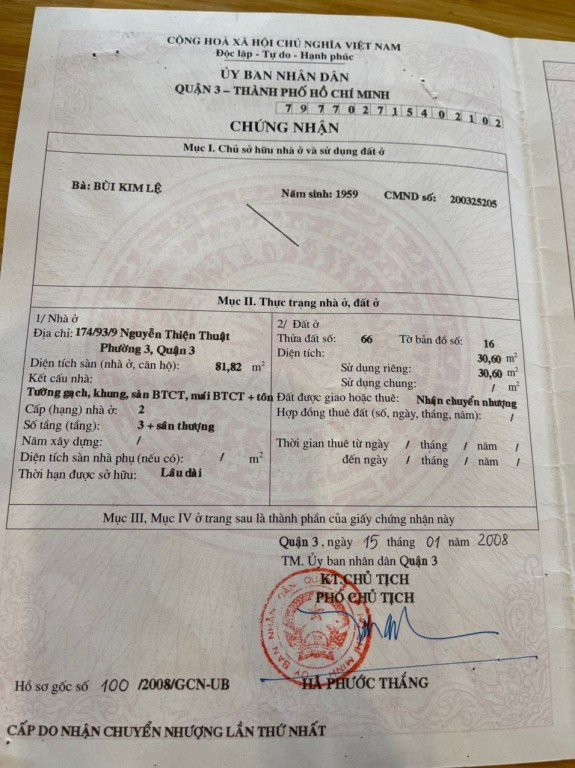 CỘNG HOÀ XÃ HỘI CHỦ NGHĨA VIỆT NAM
Độc lập - Tự do - Hạnh phúc
ỦY BAN NHÂN DÂN
QUẬN 3 – THÀNH PHỐ HỒ CHÍ MINH
7 9 7 7 0 2 7 1 5 4 0 2 1 0 2
CHỨNG NHẬN
Mục I. Chủ sở hữu nhà ở và sử dụng đất ở
Bà: BÙI KIM LỆ Năm sinh: 1959 CMND số: 200325205
Mục II. Thực trạng nhà ở, đất ở
1/ Nhà ở
Địa chỉ: 174/93/9 Nguyễn Thiện Thuật
Phường 3, Quận 3
Diện tích sàn (nhà ở, căn hộ): 81,82 m²
Kết cấu nhà:
Tường gạch, khung, sàn BTCT, mái BTCT + tôn
Cấp (hạng) nhà ở: 2
Số tầng (tầng): 3 + sân thượng
Năm xây dựng: /
Diện tích sàn nhà phụ (nếu có): / m²
Thời hạn được sở hữu: Lâu dài
2/ Đất ở
Thửa đất số: 66 Tờ bản đồ số: 16
Diện tích: 30,60 m²
Sử dụng riêng: 30,60 m²
Sử dụng chung: / m²
Đất được giao hoặc thuê: Nhận chuyển nhượng
Hợp đồng thuê đất (số, ngày, tháng, năm): /
Thời gian thuê từ ngày / tháng / năm /
đến ngày / tháng / năm /
Mục III, Mục IV ở trang sau là thành phần của giấy chứng nhận này
Quận 3, ngày 15 tháng 01 năm 2008
TM. Ủy ban nhân dân Quận 3
KT.CHỦ TỊCH
PHÓ CHỦ TỊCH
HÀ PHƯỚC THẮNG
Hồ sơ gốc số 100 /2008/GCN-UB
CẤP DO NHẬN CHUYỂN NHƯỢNG LẦN THỨ NHẤT